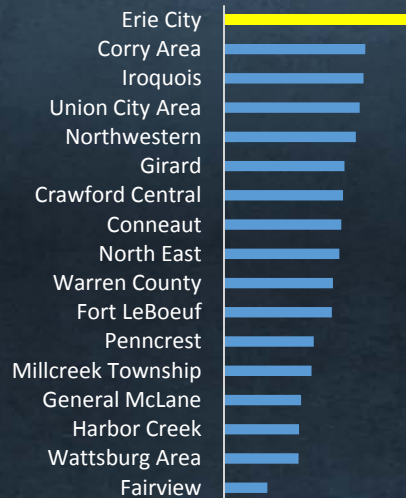 Erie City
Corry Area
Iroquois
Union City Area
Northwestern
Girard
Crawford Central
Conneaut
North East
Warren County
Fort LeBoeuf
Penncrest
Millcreek Township
General McLane
Harbor Creek
Wattsburg Area
Fairview